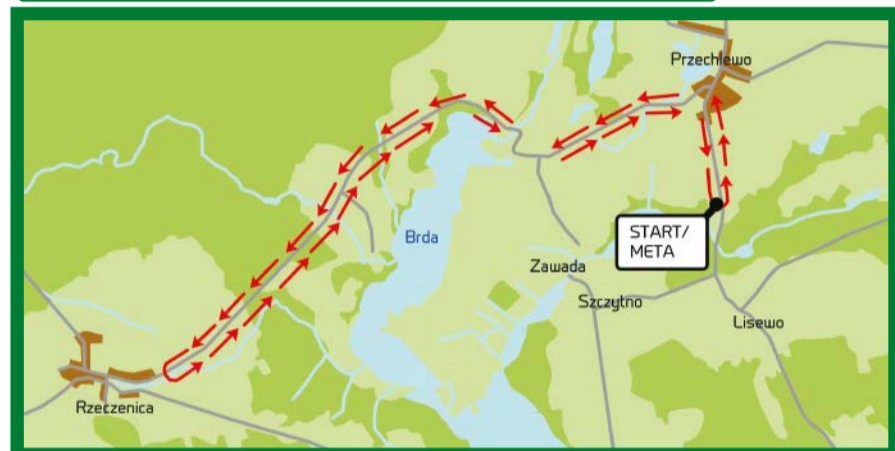 Przechlewo
Brda
START/
META
Zawada
Szczytno
Lisewo
Rzeczenica